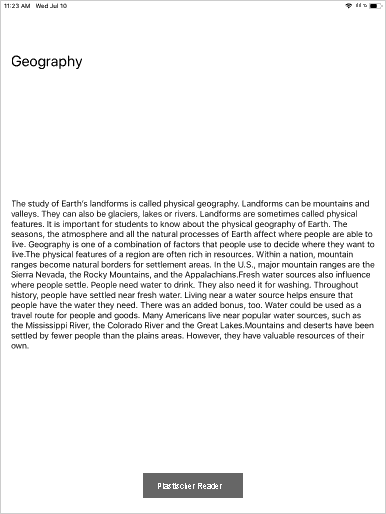 11:23 AM Wed Jul 10
Geography
The study of Earth's landforms is called physical geography. Landforms can be mountains and
valleys. They can also be glaciers, lakes or rivers. Landforms are sometimes called physical
features. It is important for students to know about the physical geography of Earth. The
seasons, the atmosphere and all the natural processes of Earth affect where people are able to
live. Geography is one of a combination of factors that people use to decide where they want to
live.The physical features of a region are often rich in resources. Within a nation, mountain
ranges become natural borders for settlement areas. In the U.S., major mountain ranges are the
Sierra Nevada, the Rocky Mountains, and the Appalachians.Fresh water sources also influence
where people settle. People need water to drink. They also need it for washing. Throughout
history, people have settled near fresh water. Living near a water source helps ensure that
people have the water they need. There was an added bonus, too. Water could be used as a
travel route for people and goods. Many Americans live near popular water sources, such as
the Mississippi River, the Colorado River and the Great Lakes.Mountains and deserts have been
settled by fewer people than the plains areas. However, they have valuable resources of their
own.
Plastischer Reader